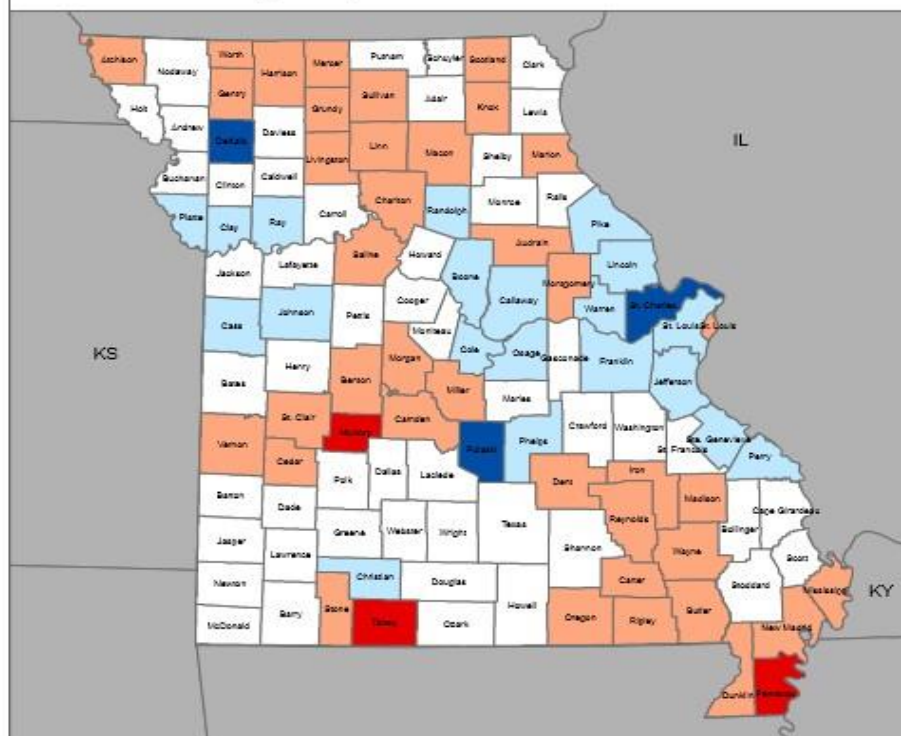 Atchison
Nodaway
Worth
Harrison
Mercer
Putnam
Schuyler
Scotland
Clark
Holt
Gentry
Sullivan
Adair
Knox
Lewis
Grundy
Andrew
DeKalb
Daviess
Livingston
Linn
Macon
Shelby
Marion
Buchanan
Clinton
Caldwell
Chariton
Carroll
Randolph
Monroe
Ralls
Platte
Clay
Ray
Pike
Saline
Howard
Audrain
Jackson
Lafayette
Boone
Lincoln
Cooper
Callaway
Montgomery
Warren
St. Charles
Cass
Johnson
Pettis
Moniteau
St. Louis
St. Louis
Cole
Osage
Gasconade
Franklin
Jefferson
Bates
Henry
Benson
Morgan
Miller
Maries
St. Clair
Camden
Crawford
Washington
Ste. Genevieve
St. Francois
Vernon
Pulaski
Phelps
Perry
Cedar
Polk
Dallas
Laclede
Dent
Iron
Madison
Barton
Dade
Reynolds
Bollinger
Cape Girardeau
Greene
Webster
Wright
Texas
Shannon
Wayne
Jasper
Lawrence
Scott
Newton
Christian
Douglas
Carter
Stoddard
Mississippi
McDonald
Barry
Stone
Taney
Ozark
Howell
Oregon
Ripley
Butler
New Madrid
Dunklin
Pemiscot
IL
KS
KY